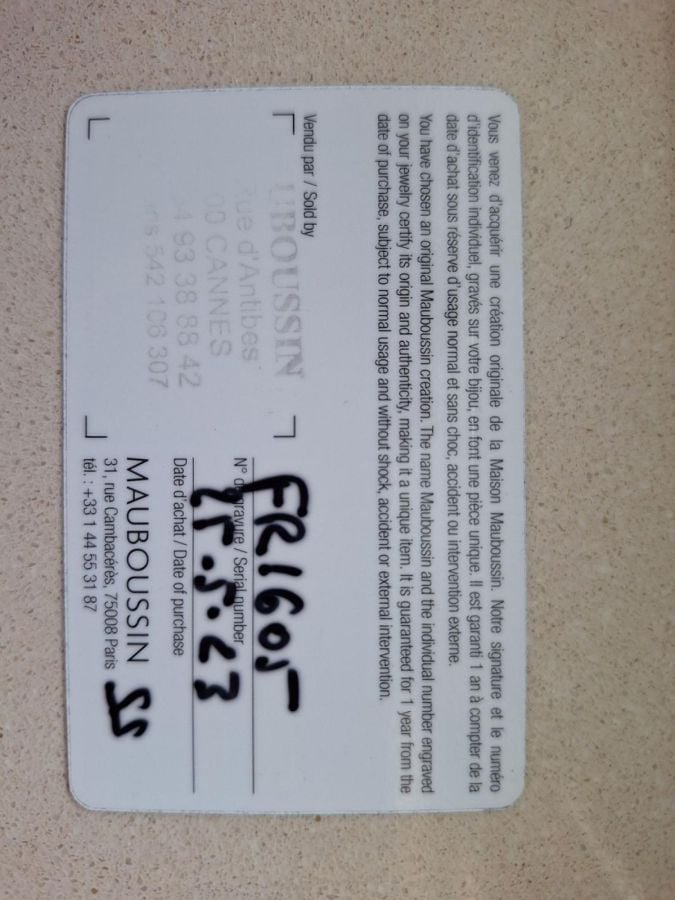 Vous venez d'acquérir une création originale de la Maison Mauboussin. Notre signature et le numéro
d'identification individuel, gravés sur votre bijou, en font une pièce unique. Il est garanti 1 an à compter de la
date d'achat sous réserve d'usage normal et sans choc, accident ou intervention externe.
You have chosen an original Mauboussin creation. The name Mauboussin and the individual number engraved
on your jewelry certify its origin and authenticity, making it a unique item. It is guaranteed for 1 year from the
date of purchase, subject to normal usage and without shock, accident or external intervention.
Vendu par / Sold by
UBOUSSIN
Rue d'Antibes
00 CANNES
4 93 38 88 42
542 106 307
FR1605
N° de gravure / Serial number
25.5.23
Date d'achat / Date of purchase
MAUBOUSSIN
31, rue Cambacérès, 75008 Paris
tél. : +33 1 44 55 31 87